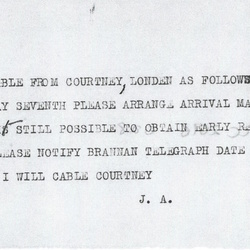 BLE FROM COURTNEY, LONDEN AS FOLLOWS
Y SEVENTH PLEASE ARRANGE ARRIVAL MA
STILL POSSIBLE TO OBTAIN EARLY R
LEASE NOTIFY BRANNAN TELEGRAPH DATE
I WILL CABLE COURTNEY
J. A.